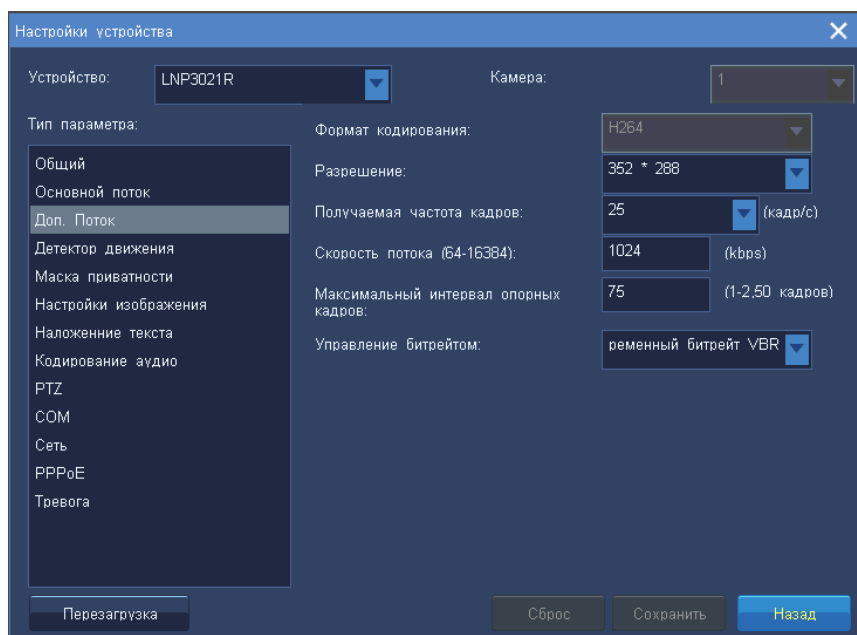 Настройки устройства
Устройство: LNP3021R Камера: 1
Тип параметра:
Общий
Основной поток
Доп. Поток
Детектор движения
Маска приватности
Настройки изображения
Наложенние текста
Кодирование аудио
PTZ
COM
Сеть
PPPoE
Тревога
Формат кодирования: H264
Разрешение: 352 * 288
Получаемая частота кадров: 25 (кадр/с)
Скорость потока (64-16384): 1024 (kbps)
Максимальный интервал опорных
кадров: 75 (1-2,50 кадров)
Управление битрейтом: ременный битрейт VBR
Перезагрузка Сброс Сохранить Назад